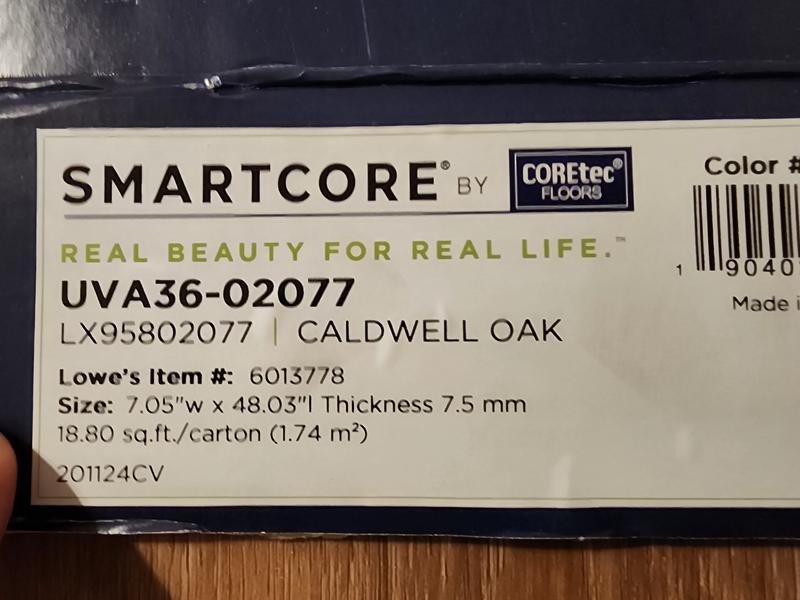 SMARTCORE® BY COREtec®
FLOORS
REAL BEAUTY FOR REAL LIFE.™
UVA36-02077
LX95802077 | CALDWELL OAK
Lowe's Item #: 6013778
Size: 7.05"w x 48.03"l Thickness 7.5 mm
18.80 sq.ft./carton (1.74 m²)
201124CV
Color #
1 9040
Made i